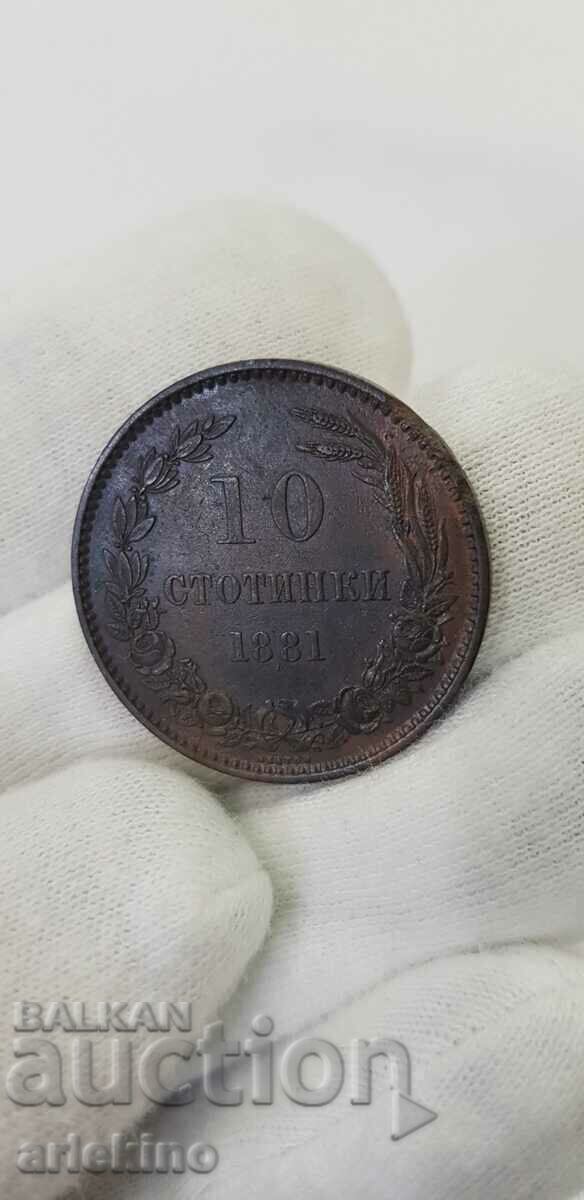 10
СТОТИНКИ
1881
BALKAN
auction
arlekino